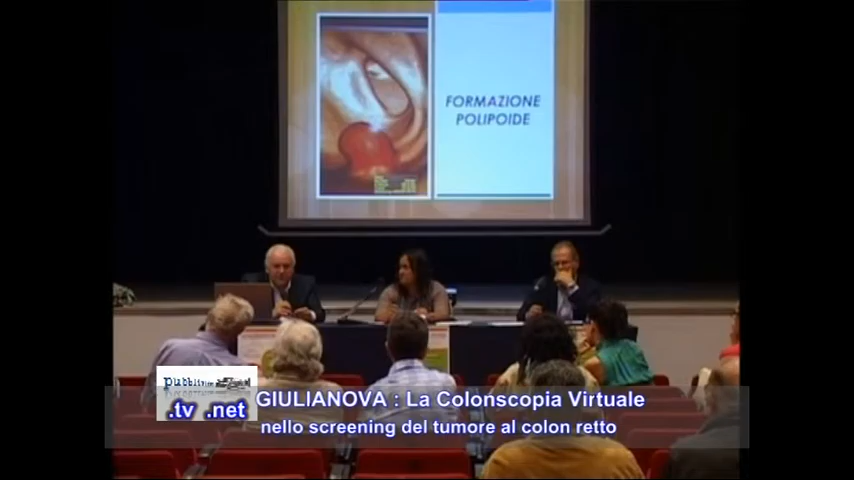 FORMAZIONE
POLIPOIDE
.tv .net
GIULIANOVA : La Colonscopia Virtuale
nello screening del tumore al colon retto